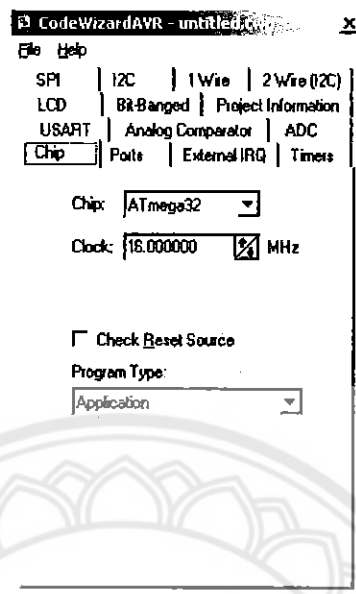 CodeWizardAVR - untitled.cwp
File Help
SPI I2C 1 Wire 2 Wire (I2C)
LCD Bit-Banged Project Information
USART Analog Comparator ADC
Chip Ports External IRQ Timers
Chip: ATmega32
Clock: 16.000000 MHz
Check Reset Source
Program Type:
Application